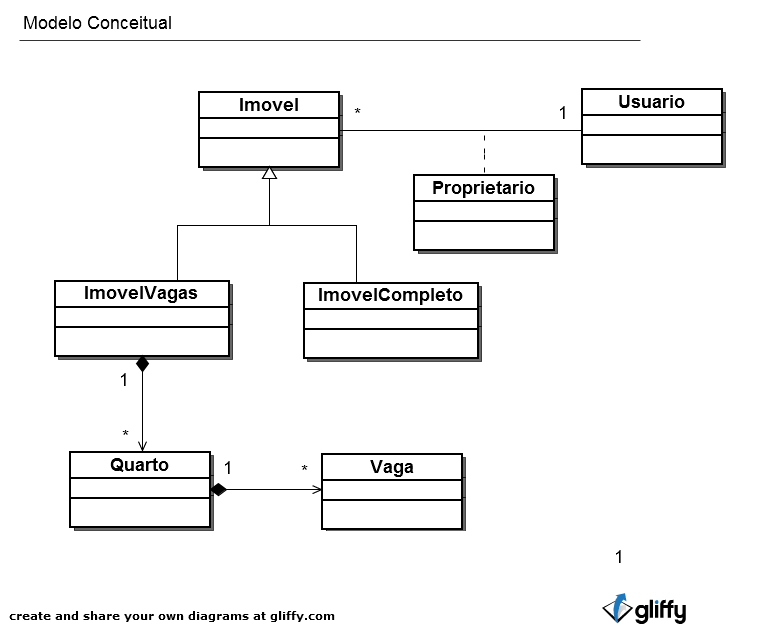 Modelo Conceitual
Imovel
* 1
Usuario
Proprietario
ImovelVagas
ImovelCompleto
1
*
Quarto
1 *
Vaga
1
create and share your own diagrams at gliffy.com
gliffy